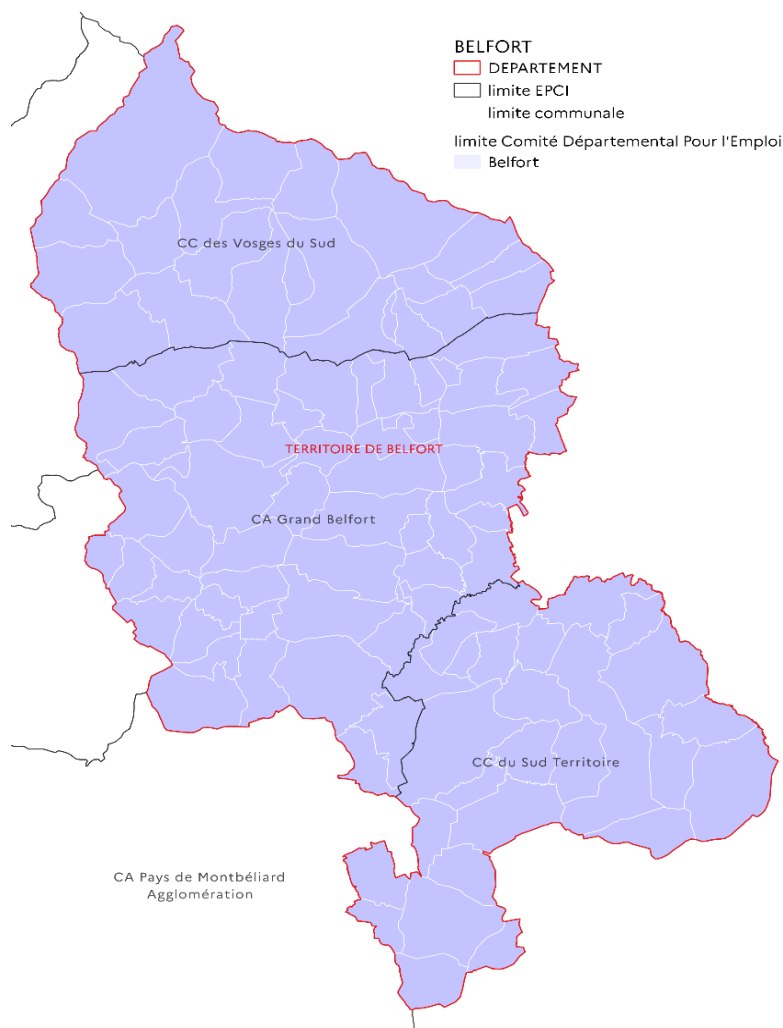 BELFORT
DEPARTEMENT
limite EPCI
limite communale
limite Comité Départemental Pour l'Emploi
Belfort
CC des Vosges du Sud
TERRITOIRE DE BELFORT
CA Grand Belfort
CC du Sud Territoire
CA Pays de Montbéliard
Agglomération